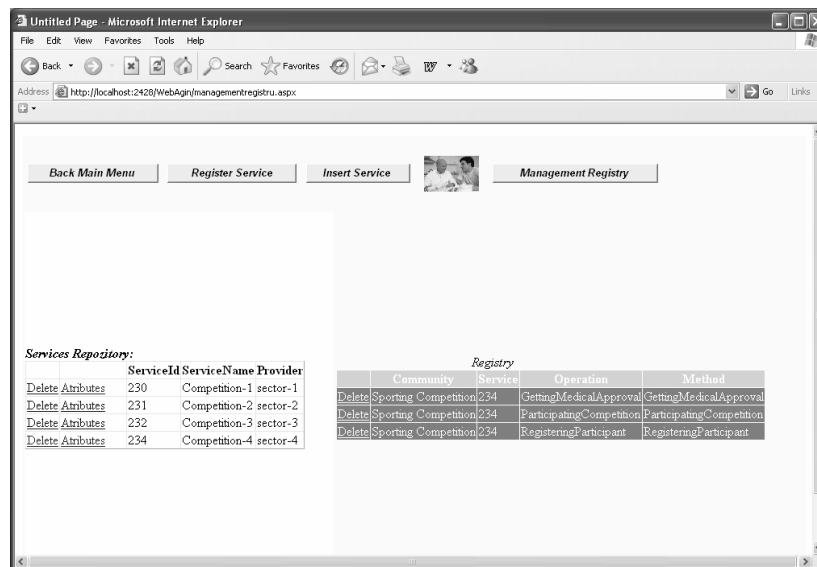 Untitled Page - Microsoft Internet Explorer
File Edit View Favorites Tools Help
Back Search Favorites
Address http://localhost:2428/WebAgin/managementregistru.aspx Go Links
Back Main Menu Register Service Insert Service Management Registry
Services Repozitory:
ServiceId ServiceName Provider
Delete Atributes 230 Competition-1 sector-1
Delete Atributes 231 Competition-2 sector-2
Delete Atributes 232 Competition-3 sector-3
Delete Atributes 234 Competition-4 sector-4
Registry
Community Service Operation Method
Delete Sporting Competition 234 GettingMedicalApproval GettingMedicalApproval
Delete Sporting Competition 234 ParticipatingCompetition ParticipatingCompetition
Delete Sporting Competition 234 RegisteringParticipant RegisteringParticipant